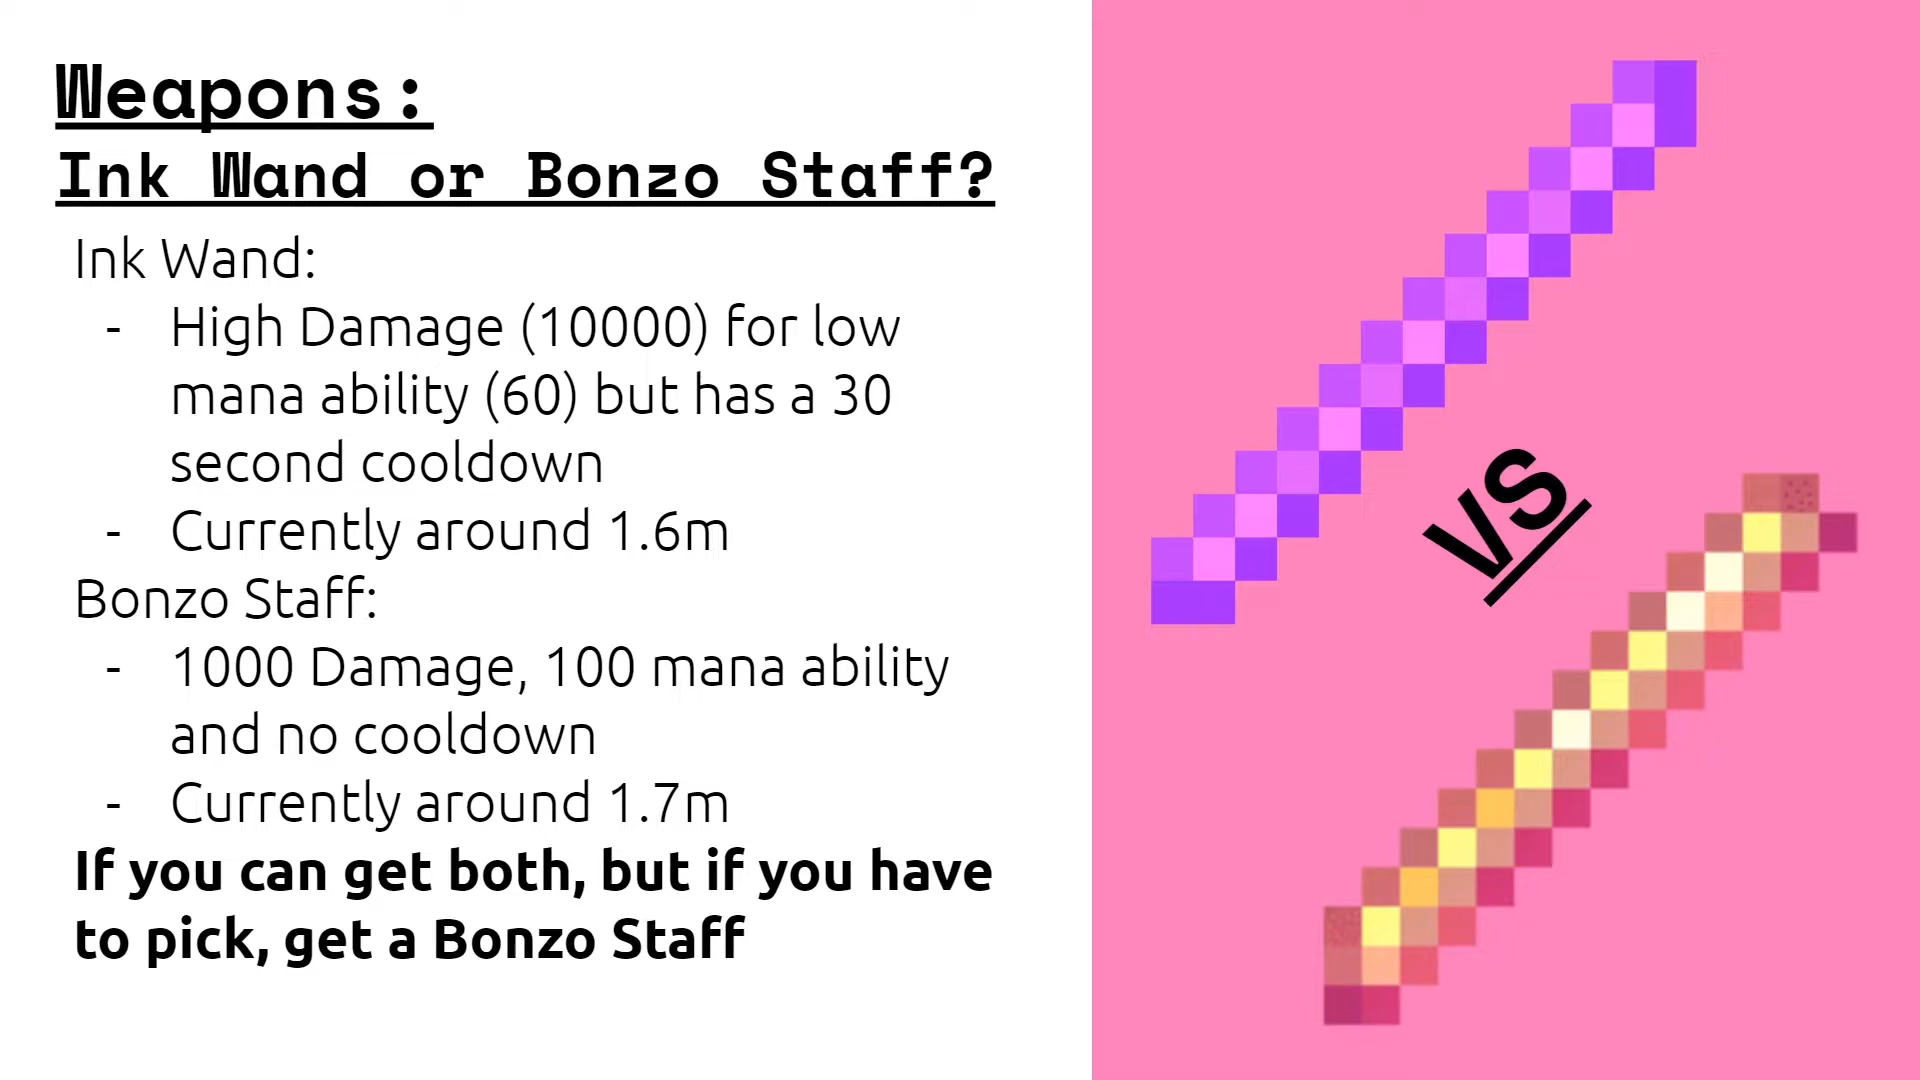 Weapons:
Ink Wand or Bonzo Staff?
Ink Wand:
- High Damage (10000) for low
mana ability (60) but has a 30
second cooldown
- Currently around 1.6m
Bonzo Staff:
- 1000 Damage, 100 mana ability
and no cooldown
- Currently around 1.7m
If you can get both, but if you have
to pick, get a Bonzo Staff
VS